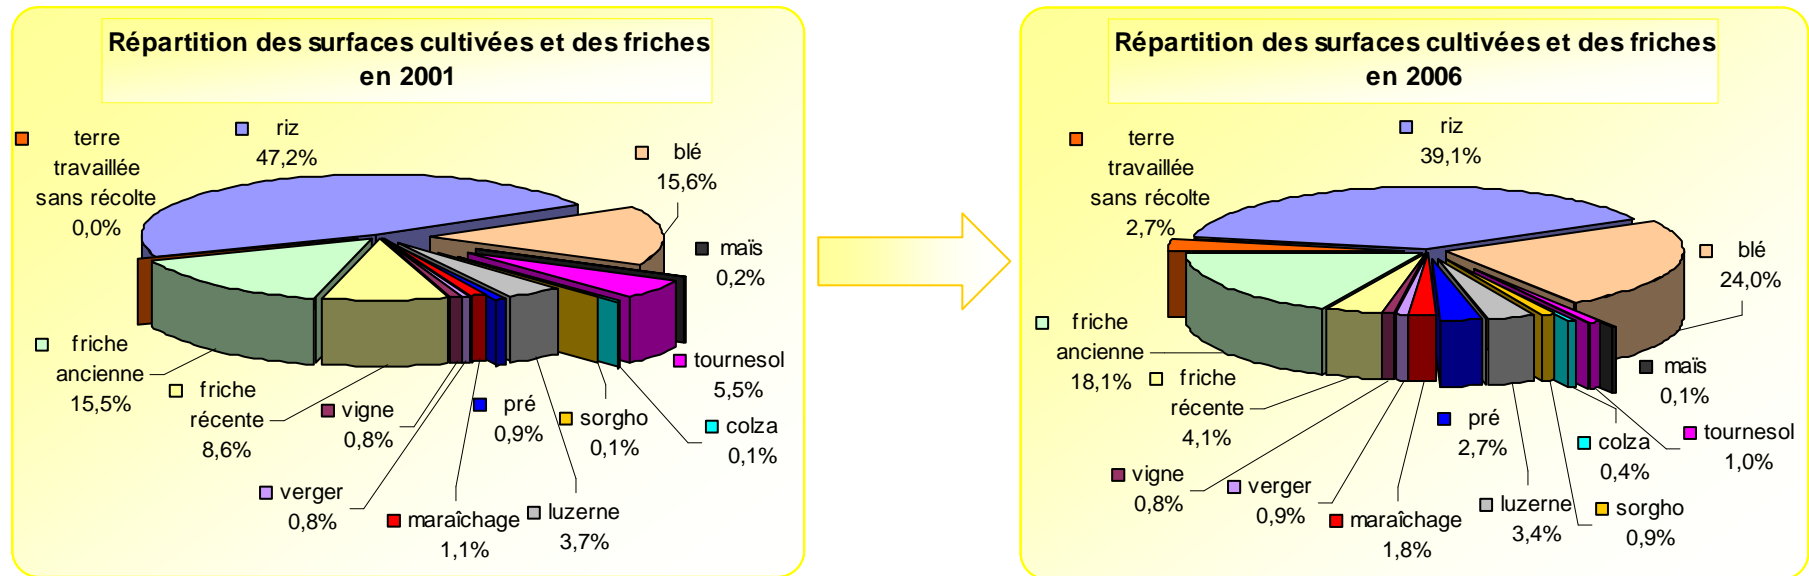 Répartition des surfaces cultivées et des friches
en 2001
terre
travaillée
sans récolte
0,0%
riz
47,2%
blé
15,6%
maïs
0,2%
tournesol
5,5%
colza
0,1%
sorgho
0,1%
pré
0,9%
luzerne
3,7%
maraîchage
1,1%
verger
0,8%
vigne
0,8%
friche
récente
8,6%
friche
ancienne
15,5%
Répartition des surfaces cultivées et des friches
en 2006
terre
travaillée
sans récolte
2,7%
riz
39,1%
blé
24,0%
maïs
0,1%
tournesol
1,0%
colza
0,4%
sorgho
0,9%
luzerne
3,4%
pré
2,7%
maraîchage
1,8%
verger
0,9%
vigne
0,8%
friche
récente
4,1%
friche
ancienne
18,1%